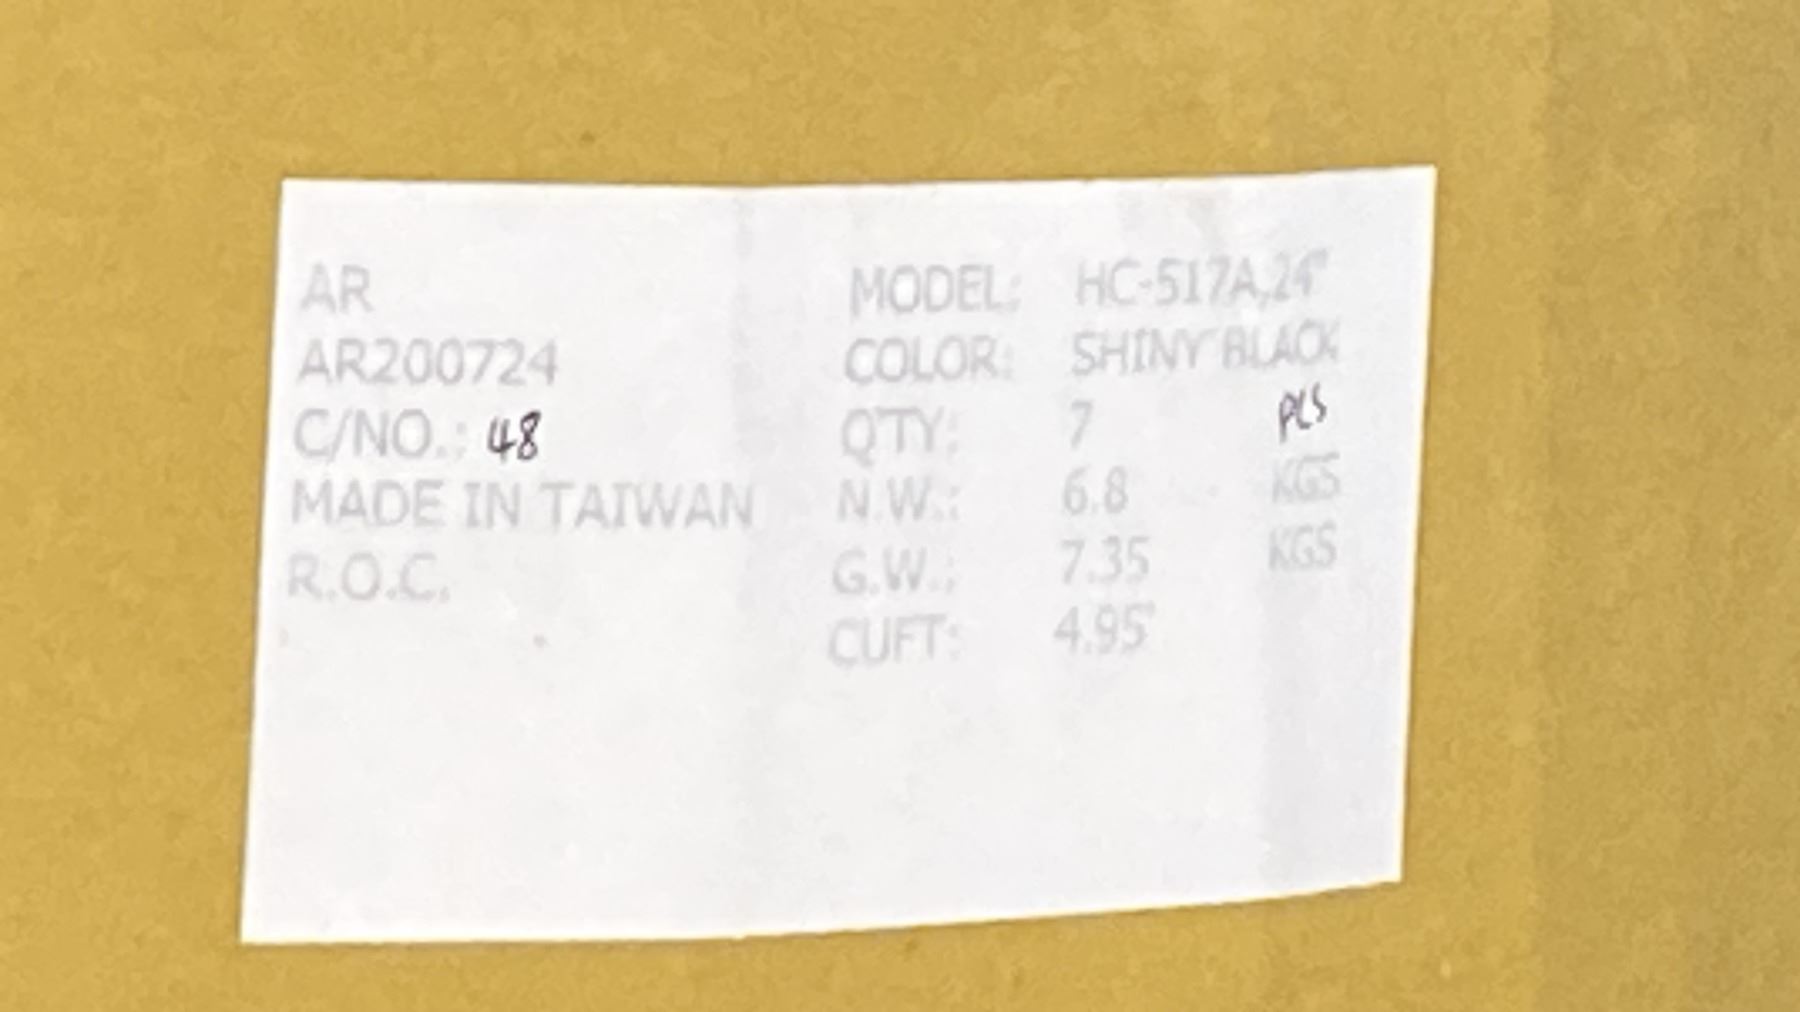 AR
AR200724
C/NO.: 48
MADE IN TAIWAN
R.O.C.
MODEL: HC-517A,24"
COLOR: SHINY BLACK
QTY: 7 PCS
N.W.: 6.8 KGS
G.W.: 7.35 KGS
CUFT: 4.95'